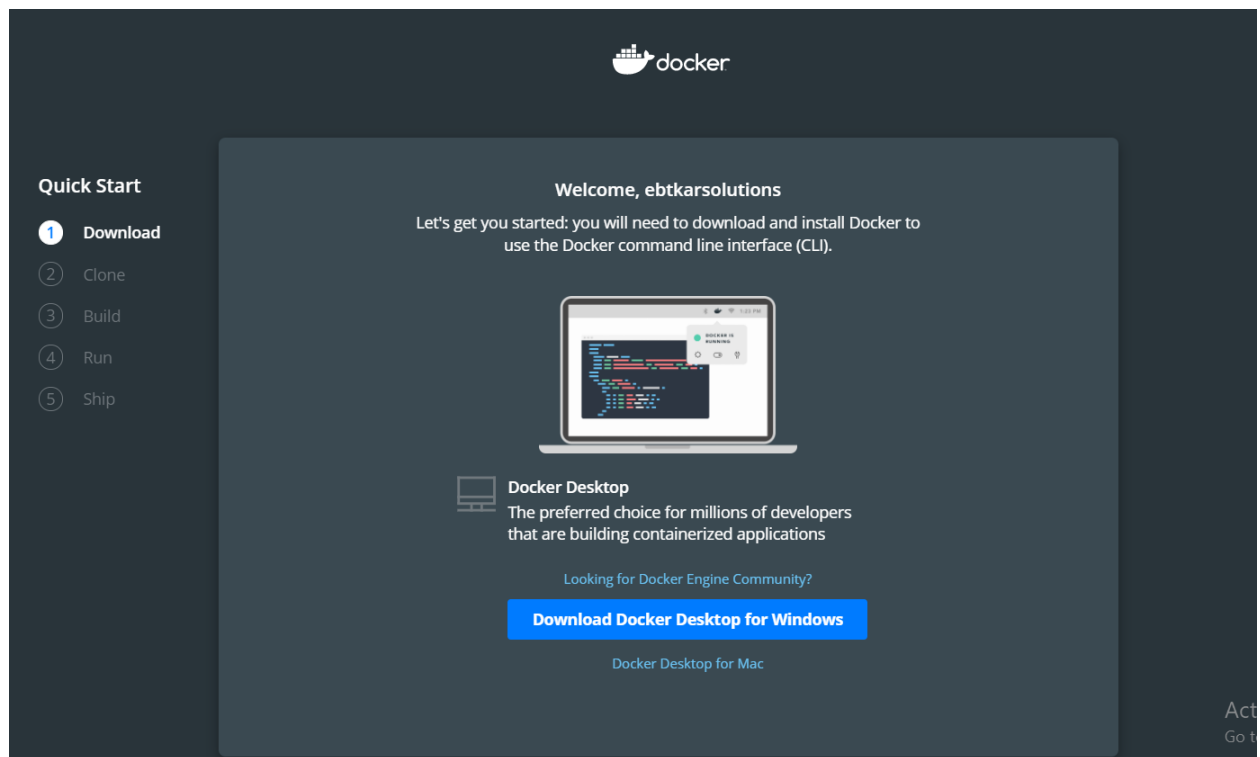 docker
Quick Start
1 Download
2 Clone
3 Build
4 Run
5 Ship
Welcome, ebtkarsolutions
Let's get you started: you will need to download and install Docker to
use the Docker command line interface (CLI).
1:25 PM
DOCKER IS
RUNNING
Docker Desktop
The preferred choice for millions of developers
that are building containerized applications
Looking for Docker Engine Community?
Download Docker Desktop for Windows
Docker Desktop for Mac
Act
Go t